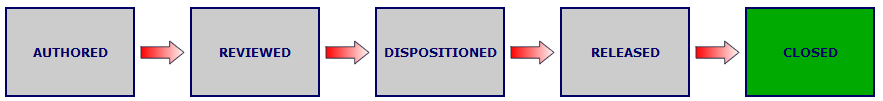 AUTHORED
REVIEWED
DISPOSITIONED
RELEASED
CLOSED